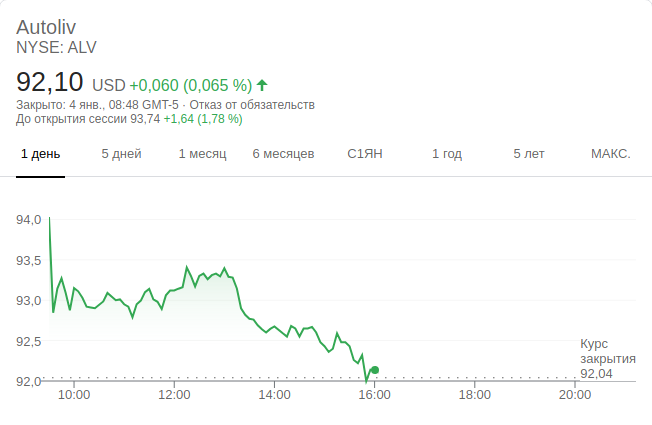 Autoliv
NYSE: ALV
92,10 USD +0,060 (0,065 %)
Закрыто: 4 янв., 08:48 GMT-5 · Отказ от обязательств
До открытия сессии 93,74 +1,64 (1,78 %)
1 день 5 дней 1 месяц 6 месяцев С1ЯН 1 год 5 лет МАКС.
94,0
93,5
93,0
92,5
92,0
Курс
закрытия
92,04
10:00 12:00 14:00 16:00 18:00 20:00